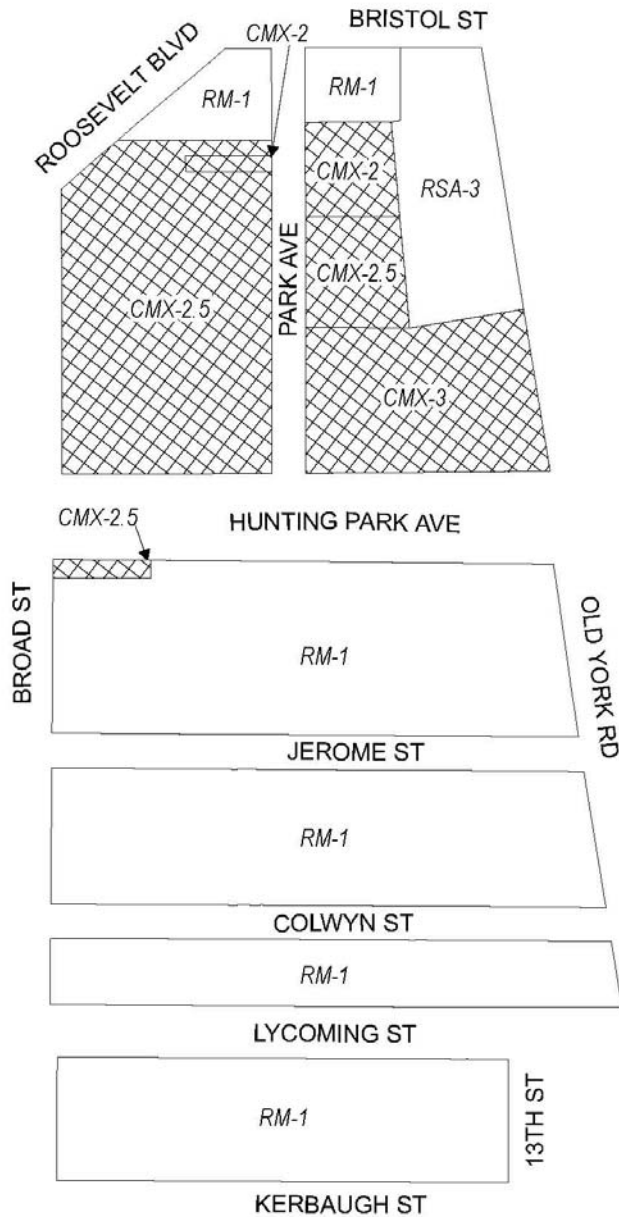 BRISTOL ST
CMX-2
ROOSEVELT BLVD
RM-1
RM-1
CMX-2
RSA-3
PARK AVE
CMX-2.5
CMX-2.5
CMX-3
CMX-2.5
HUNTING PARK AVE
BROAD ST
RM-1
OLD YORK RD
JEROME ST
RM-1
COLWYN ST
RM-1
LYCOMING ST
RM-1
13TH ST
KERBAUGH ST